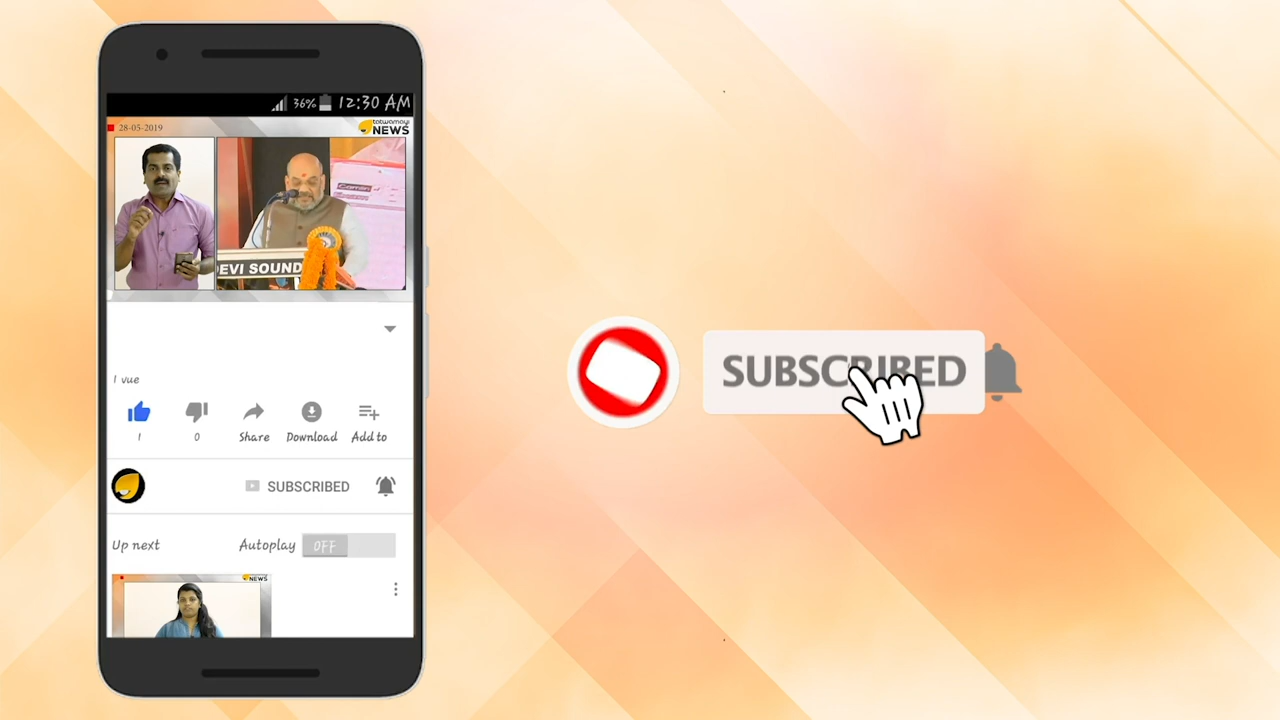 36% 12:30 AM
28-05-2019
tatwamayi
NEWS
DEVI SOUND
1 vue
1
0
Share
Download
Add to
SUBSCRIBED
Up next
Autoplay
OFF
NEWS
SUBSCRIBED